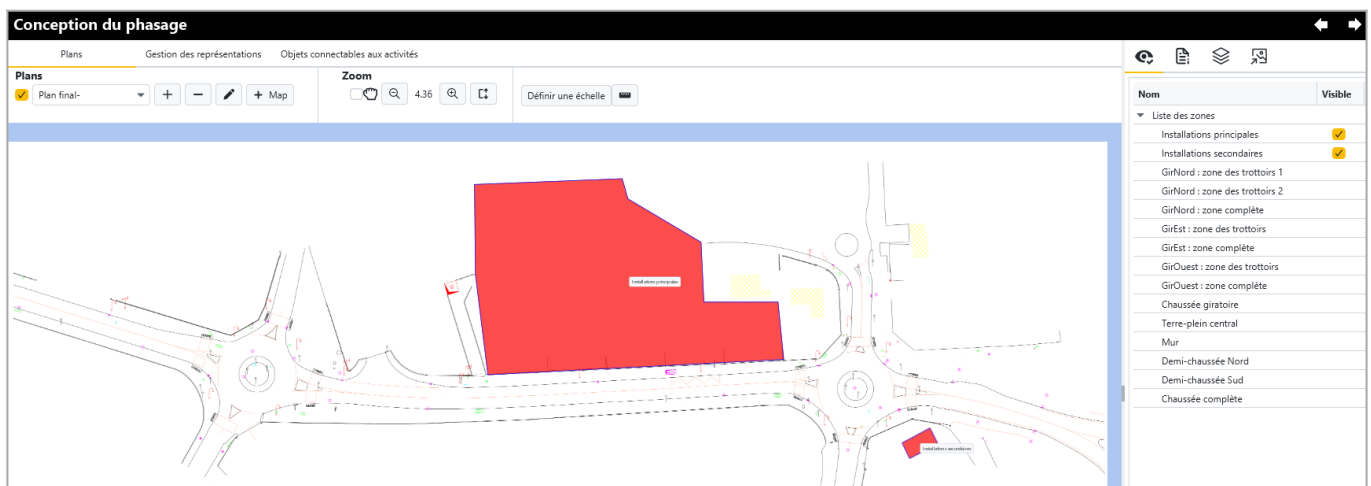 Conception du phasage
Plans Gestion des représentations Objets connectables aux activités
Plans
Plan final-
+ Map
Zoom
4.36
Définir une échelle
Nom Visible
Liste des zones
Installations principales
Installations secondaires
GirNord : zone des trottoirs 1
GirNord : zone des trottoirs 2
GirNord : zone complète
GirEst : zone des trottoirs
GirEst : zone complète
GirOuest : zone des trottoirs
GirOuest : zone complète
Chaussée giratoire
Terre-plein central
Mur
Demi-chaussée Nord
Demi-chaussée Sud
Chaussée complète
Installations principales
Installations secondaires